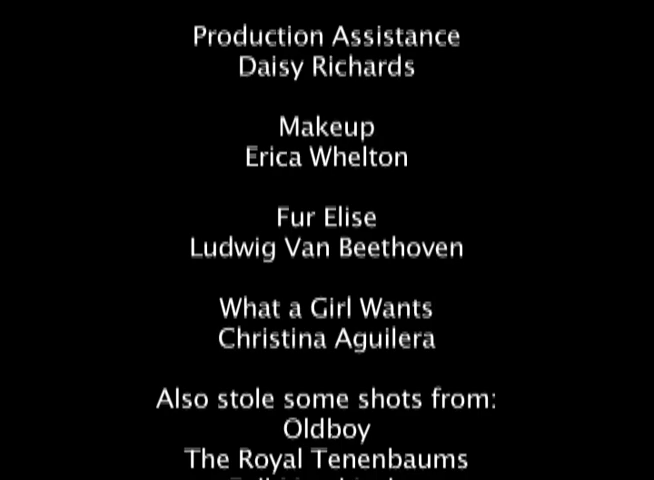 Production Assistance
Daisy Richards
Makeup
Erica Whelton
Fur Elise
Ludwig Van Beethoven
What a Girl Wants
Christina Aguilera
Also stole some shots from:
Oldboy
The Royal Tenenbaums